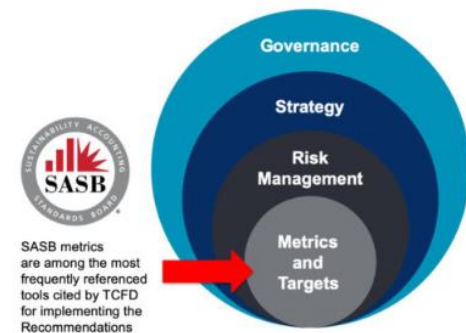 Governance
Strategy
Risk
Management
Metrics
and
Targets
SUSTAINABILITY ACCOUNTING
SASB
STANDARDS BOARD
®
SASB metrics
are among the most
frequently referenced
tools cited by TCFD
for implementing the
Recommendations